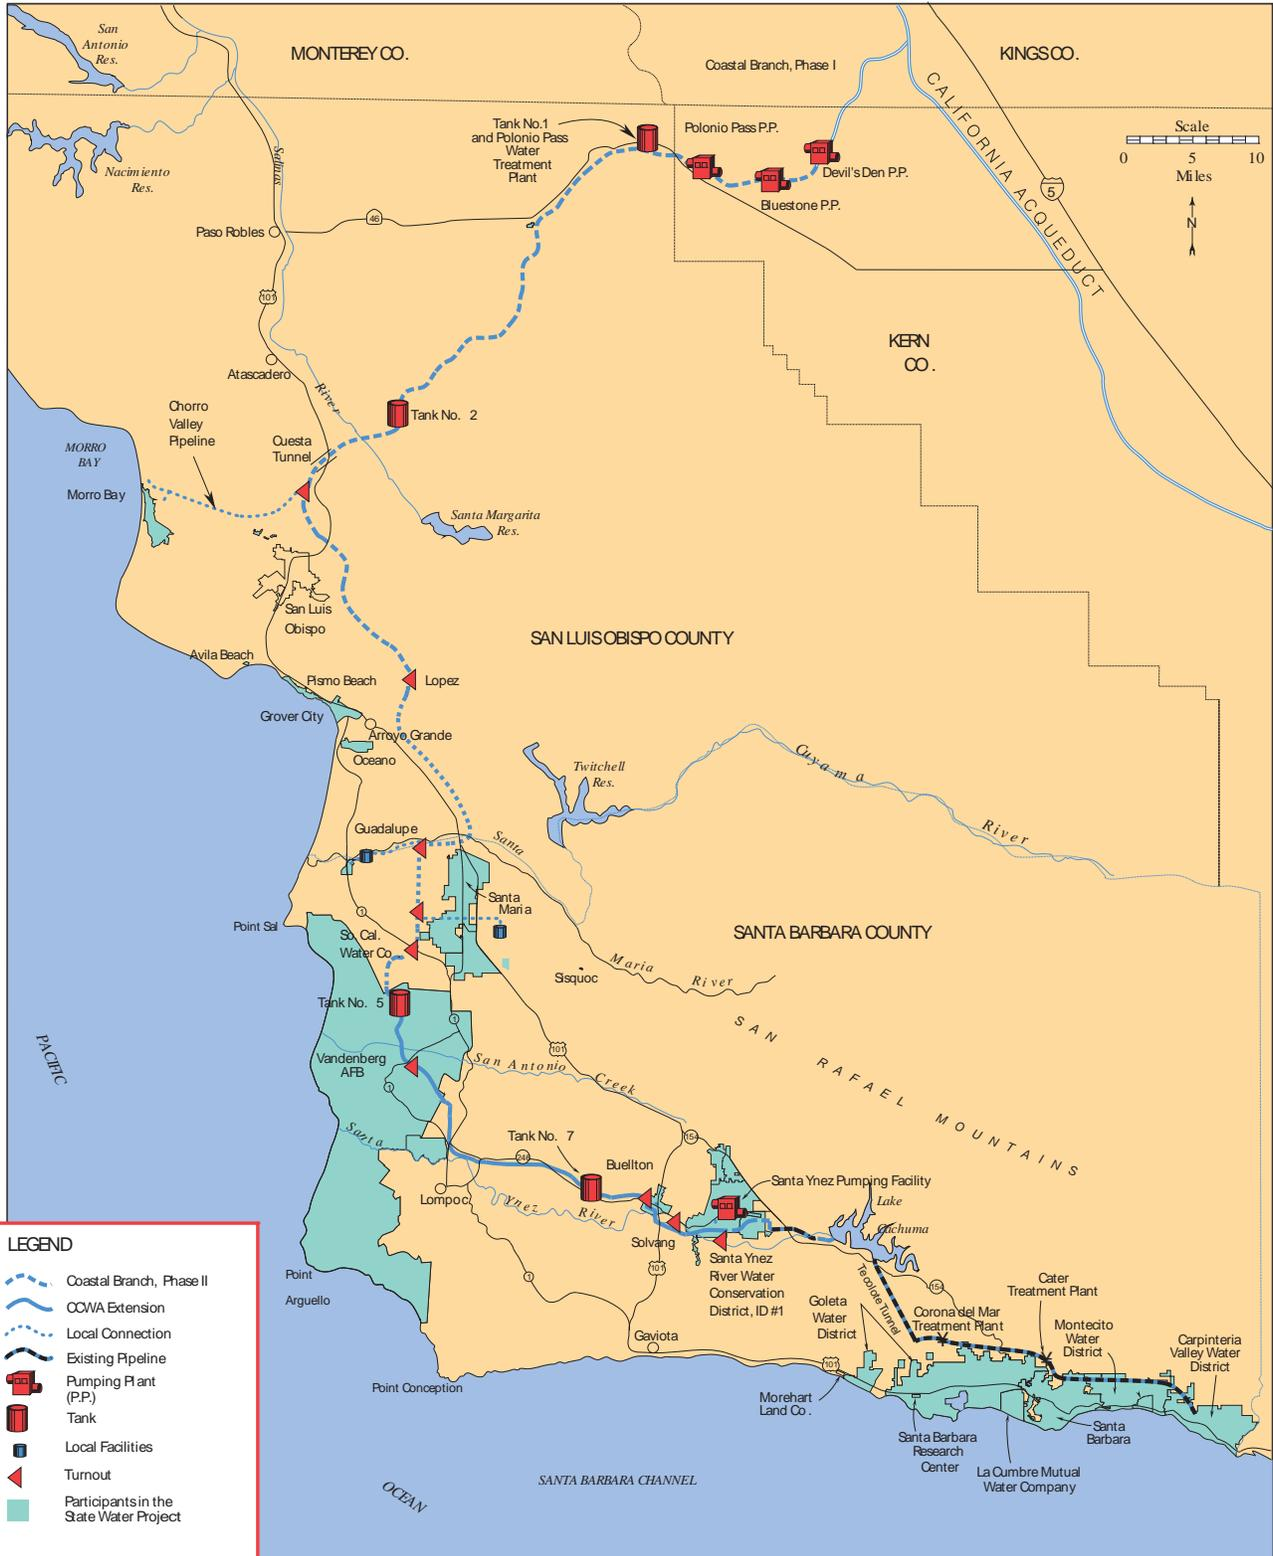 San
Antonio
Res.
MONTEREY CO.
Coastal Branch, Phase I
KINGS CO.
CALIFORNIA ACQUEDUCT
Scale
0 5 10
Miles
N
5
Tank No.1
and Polonio Pass
Water
Treatment
Plant
Polonio Pass P.P.
Devil's Den P.P.
Bluestone P.P.
Nacimiento
Res.
Salinas
Paso Robles
46
101
Atascadero
River
KERN
CO.
Chorro
Valley
Pipeline
Tank No. 2
Cuesta
Tunnel
MORRO
BAY
Morro Bay
Santa Margarita
Res.
San Luis
Obispo
SAN LUIS OBISPO COUNTY
Avila Beach
Pismo Beach
Lopez
Grover City
Arroyo Grande
Oceano
Twitchell
Res.
Cuyama
River
Guadalupe
Santa
Santa
Maria
1
Point Sal
So. Cal.
Water Co.
SANTA BARBARA COUNTY
Maria River
Sisquoc
Tank No. 5
1
SAN RAFAEL MOUNTAINS
PACIFIC
101
Vandenberg
AFB
1
San Antonio
Creek
Santa
Tank No. 7
154
246
Buellton
Santa Ynez Pumping Facility
Lompoc
Ynez
River
Lake
Cachuma
Solvang
101
Santa Ynez
River Water
Conservation
District, ID #1
Point
Arguello
1
Tecolote Tunnel
154
Cater
Treatment Plant
Goleta
Water
District
Corona del Mar
Treatment Plant
Montecito
Water
District
Carpinteria
Valley Water
District
Gaviota
101
Point Conception
Morehart
Land Co.
Santa Barbara
Research
Center
Santa
Barbara
La Cumbre Mutual
Water Company
SANTA BARBARA CHANNEL
OCEAN
LEGEND
Coastal Branch, Phase II
CCWA Extension
Local Connection
Existing Pipeline
Pumping Plant
(P.P.)
Tank
Local Facilities
Turnout
Participants in the
State Water Project